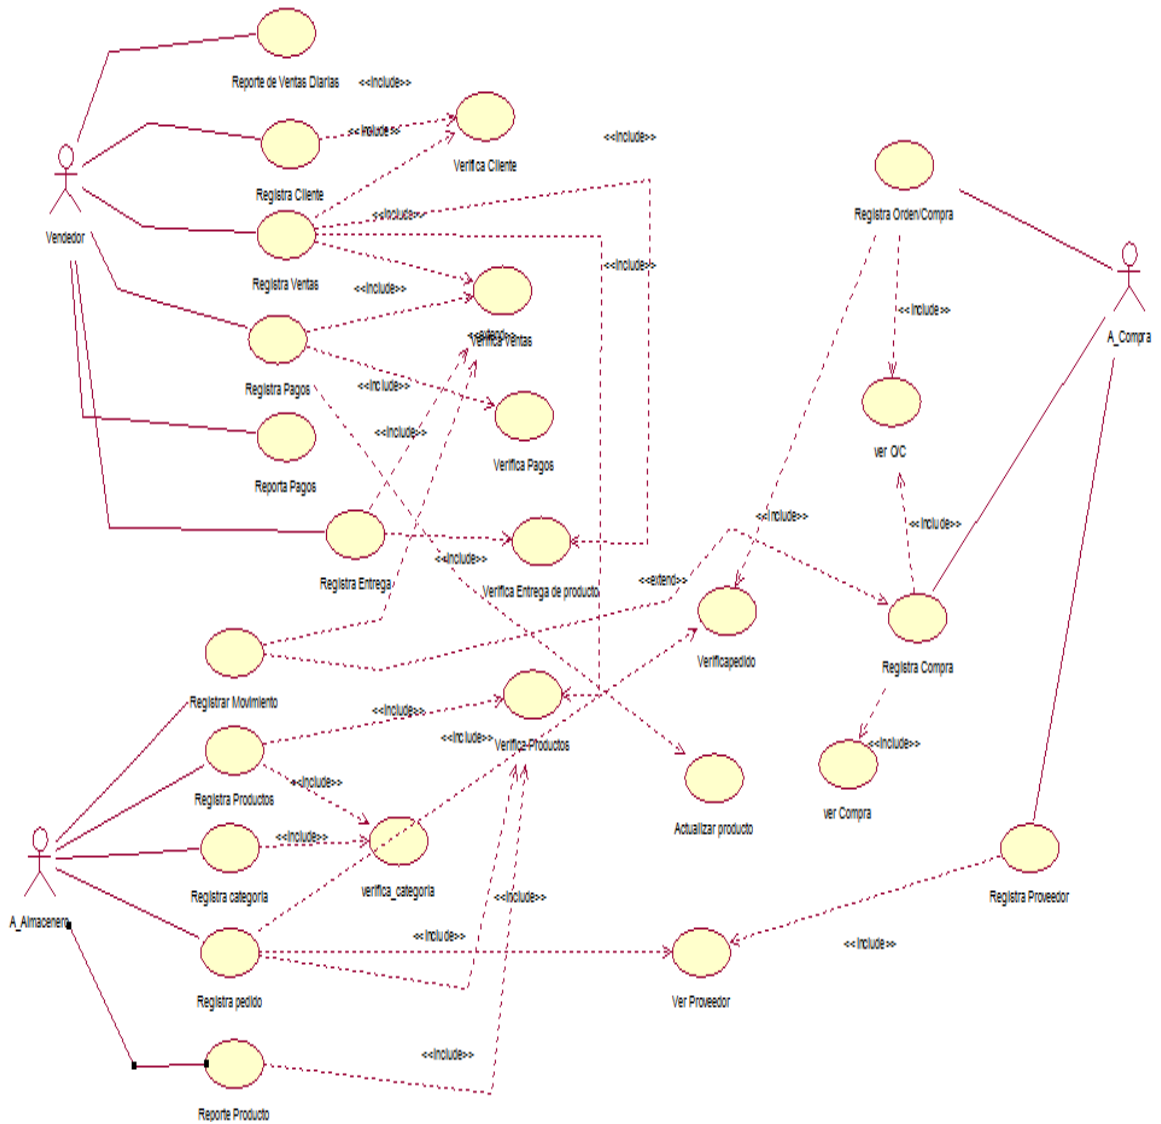 Reporte de Ventas Diarias
<<include>>
<<include>>
Verifica Cliente
<<include>>
Registra Cliente
Registra Orden/Compra
<<include>>
Vendedor
<<include>>
Registra Ventas
<<include>>
<<include>>
A_Compra
<<extend>>
Verifica Ventas
Registra Pagos
<<include>>
<<include>>
ver O/C
Verifica Pagos
Reporta Pagos
<<include>>
<<include>>
<<include>>
Registra Entrega
Verifica Entrega de producto
<<extend>>
Verificapedido
Registra Compra
Registrar Movimiento
<<include>>
<<include>>
Verifica Productos
<<include>>
<<include>>
Registra Productos
ver Compra
<<include>>
Actualizar producto
verifica_categoria
Registra categoria
<<include>>
Registra Proveedor
A_Almacenero
<<include>>
<<include>>
Registra pedido
Ver Proveedor
<<include>>
Reporte Producto